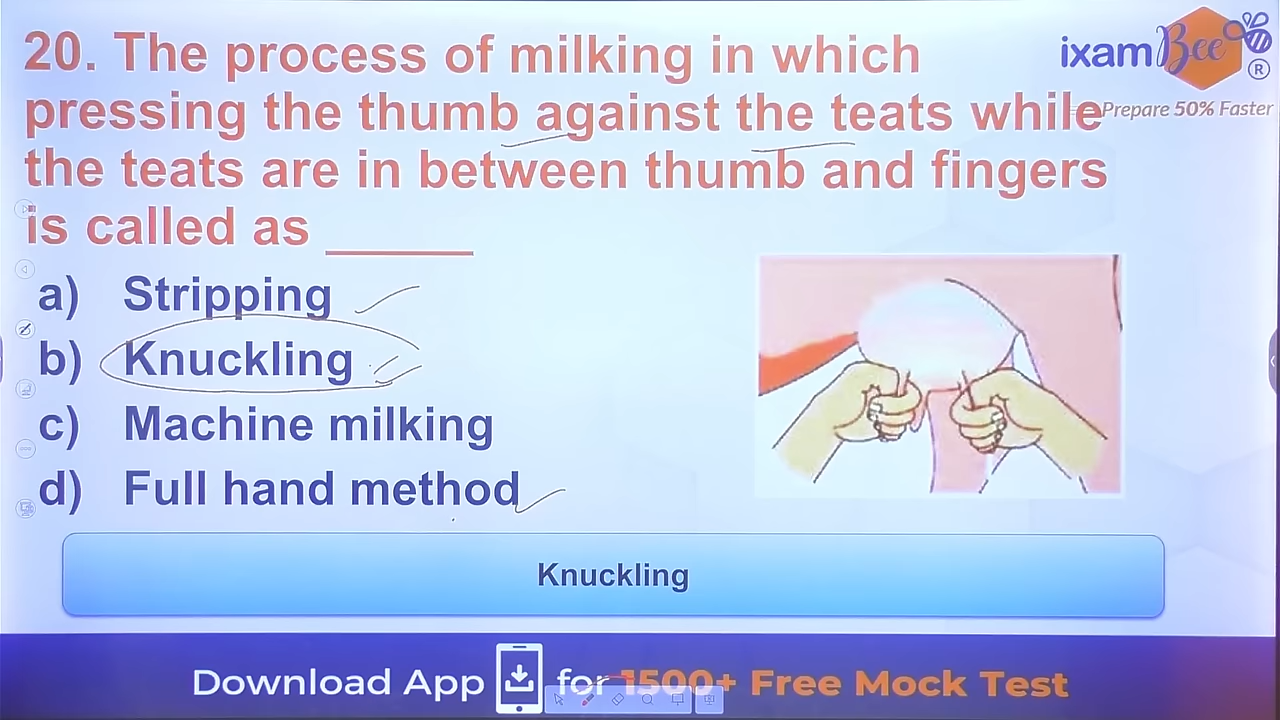 20. The process of milking in which
pressing the thumb against the teats while
the teats are in between thumb and fingers
is called as ______
a) Stripping
b) Knuckling
c) Machine milking
d) Full hand method
Knuckling
ixamBee
®
Prepare 50% Faster
Download App for 1500+ Free Mock Test